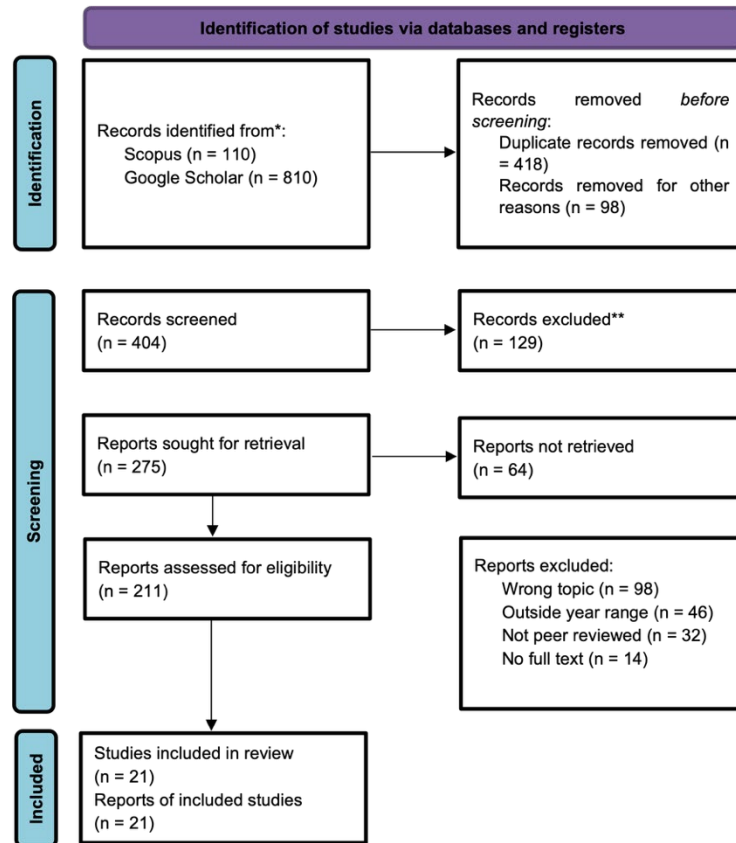 Identification of studies via databases and registers
Identification
Records identified from*:
Scopus (n = 110)
Google Scholar (n = 810)
Records removed before
screening:
Duplicate records removed (n
= 418)
Records removed for other
reasons (n = 98)
Screening
Records screened
(n = 404)
Records excluded**
(n = 129)
Reports sought for retrieval
(n = 275)
Reports not retrieved
(n = 64)
Reports assessed for eligibility
(n = 211)
Reports excluded:
Wrong topic (n = 98)
Outside year range (n = 46)
Not peer reviewed (n = 32)
No full text (n = 14)
Included
Studies included in review
(n = 21)
Reports of included studies
(n = 21)